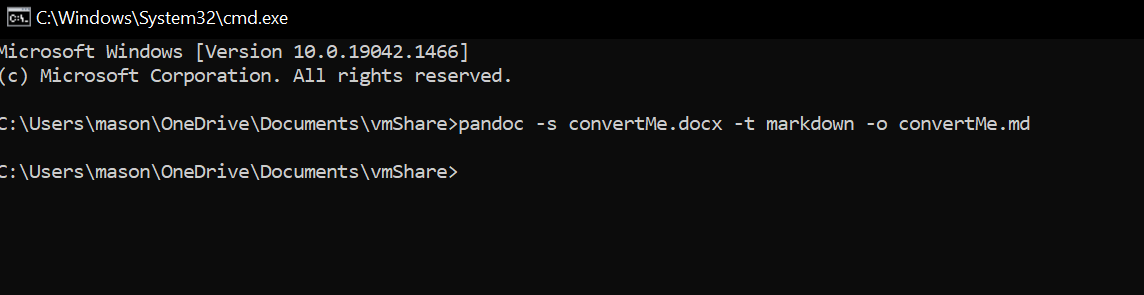 C:\Windows\System32\cmd.exe
Microsoft Windows [Version 10.0.19042.1466]
(c) Microsoft Corporation. All rights reserved.
C:\Users\mason\OneDrive\Documents\vmShare>pandoc -s convertMe.docx -t markdown -o convertMe.md
C:\Users\mason\OneDrive\Documents\vmShare>